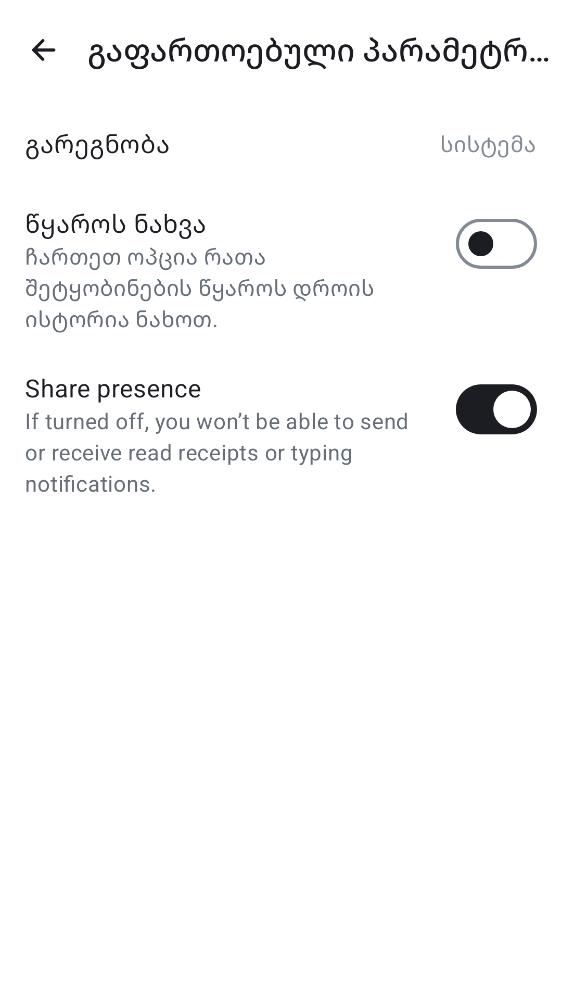 გაფართოებული პარამეტრ...
გარეგნობა
სისტემა
წყაროს ნახვა
ჩართეთ ოპცია რათა
შეტყობინების წყაროს დროის
ისტორია ნახოთ.
Share presence
If turned off, you won’t be able to send
or receive read receipts or typing
notifications.